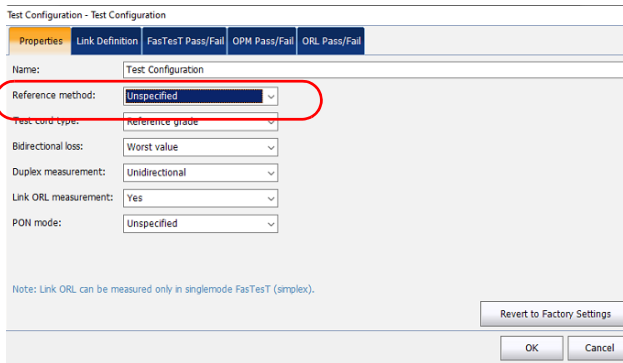 Test Configuration - Test Configuration
Properties Link Definition FasTesT Pass/Fail OPM Pass/Fail ORL Pass/Fail
Name: Test Configuration
Reference method: Unspecified
Test cord type: Reference grade
Bidirectional loss: Worst value
Duplex measurement: Unidirectional
Link ORL measurement: Yes
PON mode: Unspecified
Note: Link ORL can be measured only in singlemode FasTesT (simplex).
Revert to Factory Settings
OK Cancel